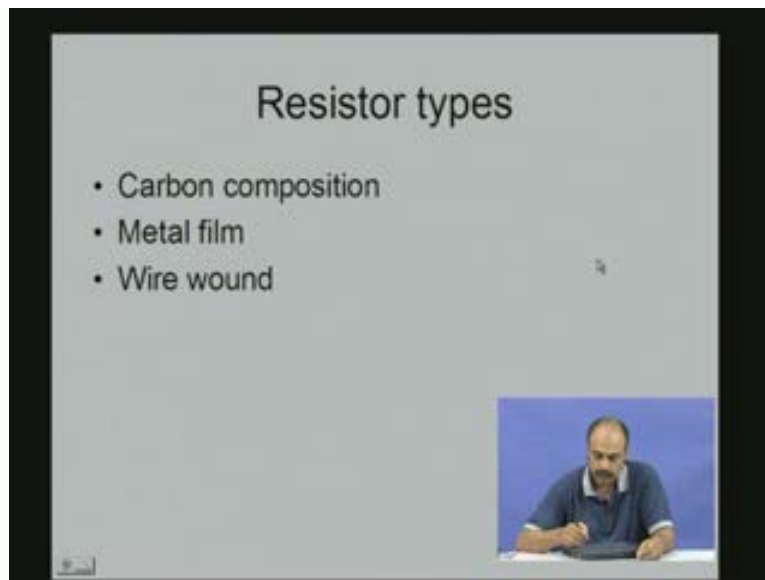 Resistor types
• Carbon composition
• Metal film
• Wire wound